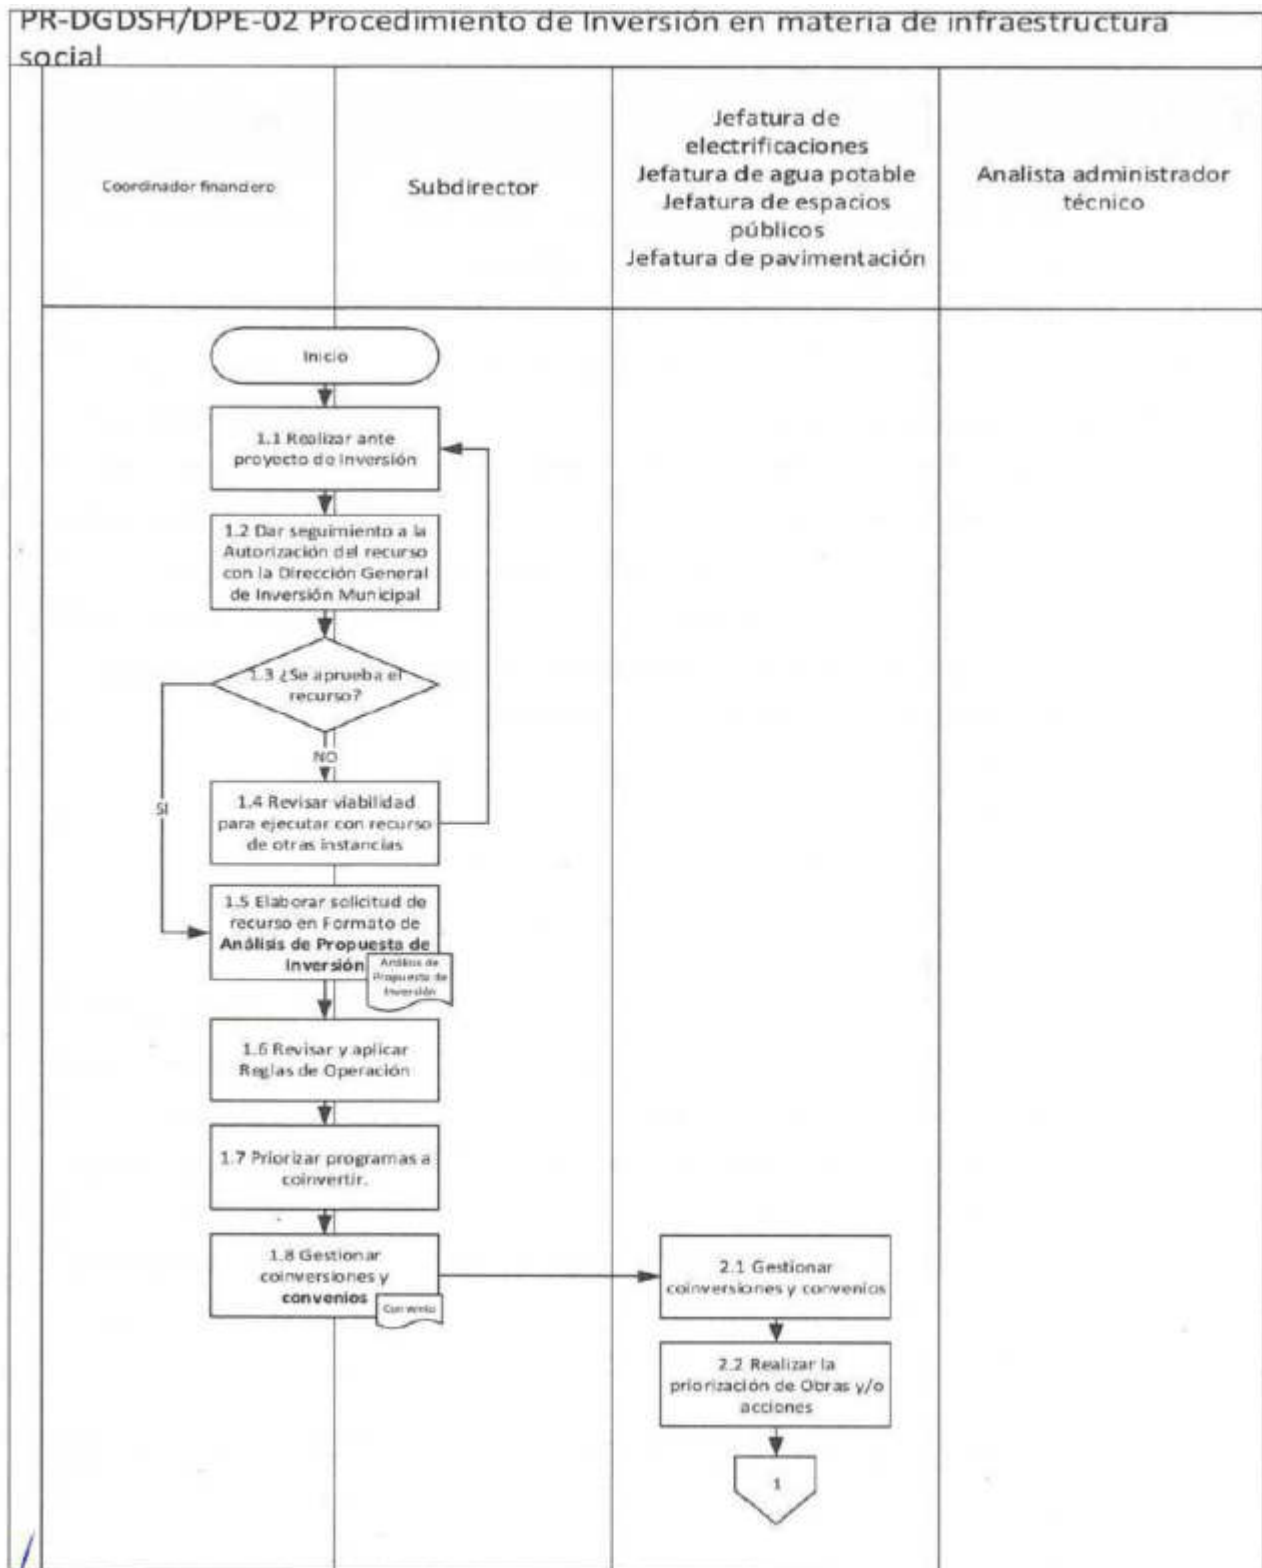 PR-DGDSH/DPE-02 Procedimiento de Inversión en materia de infraestructura
social
Coordinador financiero
Subdirector
Jefatura de
electrificaciones
Jefatura de agua potable
Jefatura de espacios
públicos
Jefatura de pavimentación
Analista administrador
técnico
Inicio
1.1 Realizar ante
proyecto de Inversión
1.2 Dar seguimiento a la
Autorización del recurso
con la Dirección General
de Inversión Municipal
1.3 ¿Se aprueba el
recurso?
NO
SI
1.4 Revisar viabilidad
para ejecutar con recurso
de otras instancias
1.5 Elaborar solicitud de
recurso en Formato de
Análisis de Propuesta de
Inversión
Análisis de
Propuesta de
Inversión
1.6 Revisar y aplicar
Reglas de Operación
1.7 Priorizar programas a
coinvertir.
1.8 Gestionar
coinversiones y
convenios
Convenio
2.1 Gestionar
coinversiones y convenios
2.2 Realizar la
priorización de Obras y/o
acciones
1